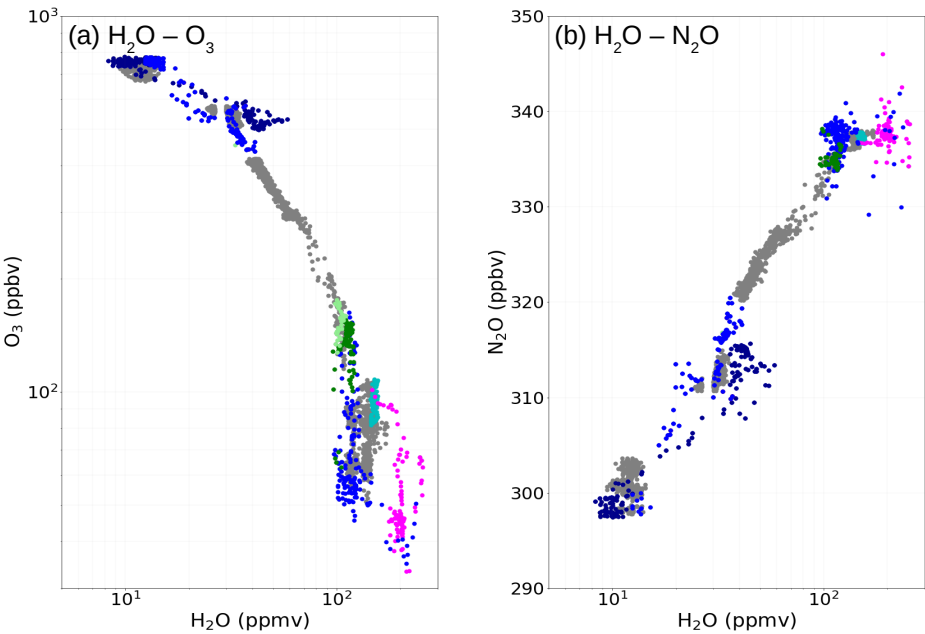 (a) H₂O – O₃
10³
10²
O₃ (ppbv)
10¹
10²
H₂O (ppmv)
(b) H₂O – N₂O
350
340
330
320
310
300
290
N₂O (ppbv)
10¹
10²
H₂O (ppmv)